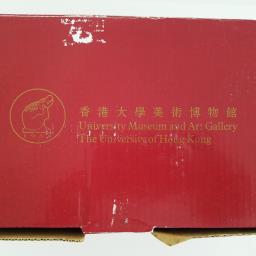 香港大學美術博物館
University Museum and Art Gallery
The University of Hong Kong